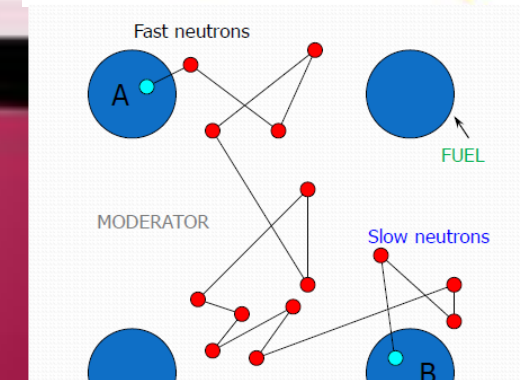 Fast neutrons
A
FUEL
MODERATOR
Slow neutrons
B